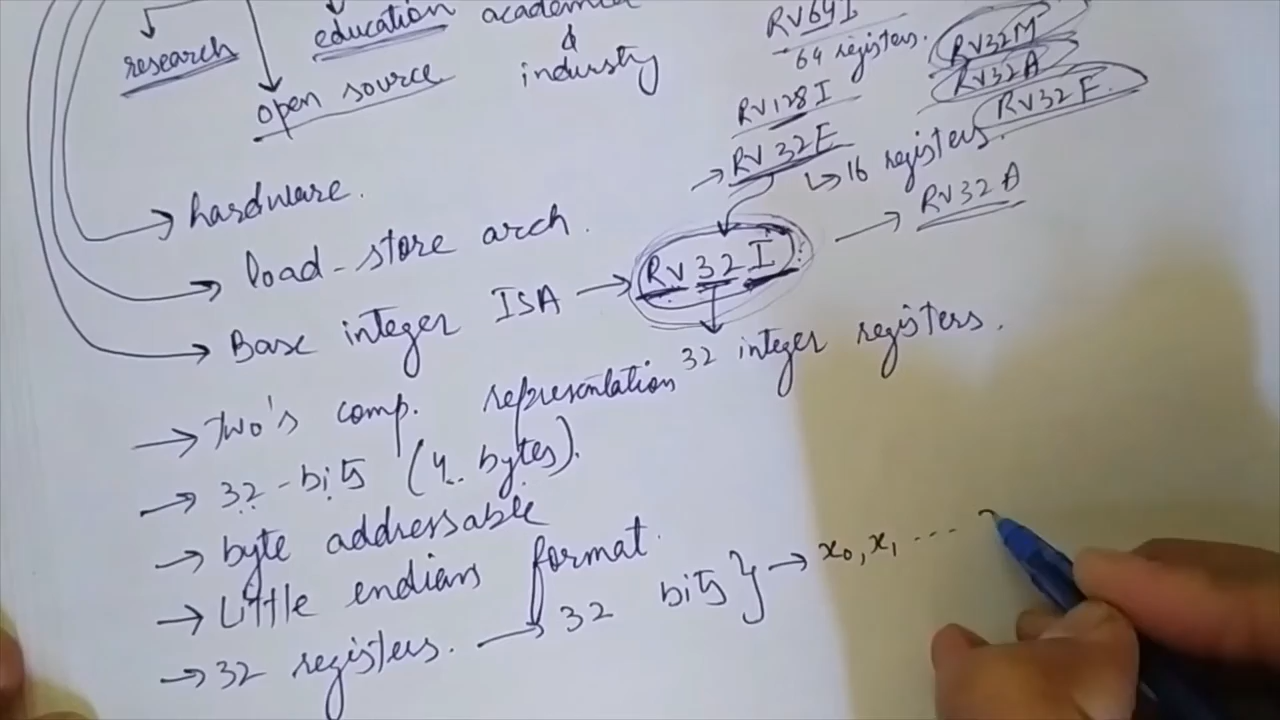 research
education
academia
&
industry
open source
RV64I
64 registers.
RV128I
RV32E
16 registers.
RV32M
RV32A
RV32F.
RV32A
hardware.
load-store arch.
Base integer ISA → RV32I
32 integer registers.
→ Two's comp. representation
→ 32-bits (4 bytes).
→ byte addressable
→ Little endian format.
→ 32 registers. → 32 bits } → x0, x1 ---